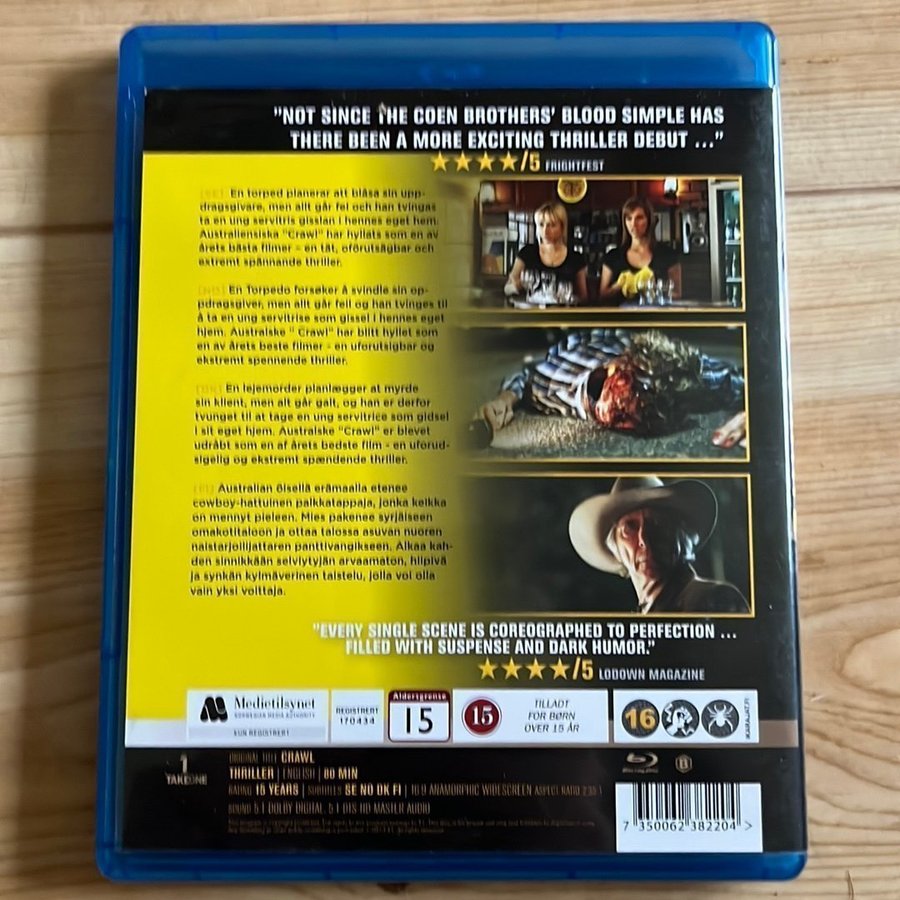 "NOT SINCE THE COEN BROTHERS' BLOOD SIMPLE HAS
THERE BEEN A MORE EXCITING THRILLER DEBUT ..."
★★★★/5 FRIGHTFEST
[SE] En torped planerar att blåsa sin upp-
dragsgivare, men allt går fel och han tvingas
ta en ung servitris gisslan i hennes eget hem.
Australiensiska "Crawl" har hyllats som en av
årets bästa filmer - en tät, oförutsägbar och
extremt spännande thriller.
[NO] En Torpedo forsøker å svindle sin op-
pdragsgiver, men alt går feil og han tvinges til
å ta en ung servitrise som gissel i hennes eget
hjem. Australske " Crawl" har blitt hyllet som
en av årets beste filmer - en uforutsigbar og
ekstremt spennende thriller.
[DK] En lejemorder planlægger at myrde
sin klient, men alt går galt, og han er derfor
tvunget til at tage en ung servitrice som gidsel
i sit eget hjem. Australske "Crawl" er blevet
udråbt som en af årets bedste film - en uforud-
sigelig og ekstremt spændende thriller.
[FI] Australian öisellä erämaalla etenee
cowboy-hattuinen palkkatappaja, jonka keikka
on mennyt pieleen. Mies pakenee syrjäiseen
omakotitaloon ja ottaa talossa asuvan nuoren
naistarjoilijattaren panttivangikseen. Alkaa kah-
den sinnikkään selviytyjän arvaamaton, hiipivä
ja synkän kylmäverinen taistelu, jolla voi olla
vain yksi voittaja.
"EVERY SINGLE SCENE IS COREOGRAPHED TO PERFECTION ...
FILLED WITH SUSPENSE AND DARK HUMOR."
★★★★/5 LODOWN MAGAZINE
Medietilsynet
NORWEGIAN MEDIA AUTHORITY
KUN REGISTRERT
REGISTRERT
170434
Aldersgrense
15
15
TILLADT
FOR BØRN
OVER 15 ÅR
16
IKARAJAT.FI
1
TAKEONE
ORIGINAL TITLE CRAWL
THRILLER | ENGLISH | 80 MIN
RATING 15 YEARS | SUBTITLES SE NO DK FI | 16:9 ANAMORPHIC WIDESCREEN ASPECT RATIO 2.35:1
SOUND 5.1 DOLBY DIGITAL, 5.1 DTS-HD MASTER AUDIO
B
7 350062 382204 >